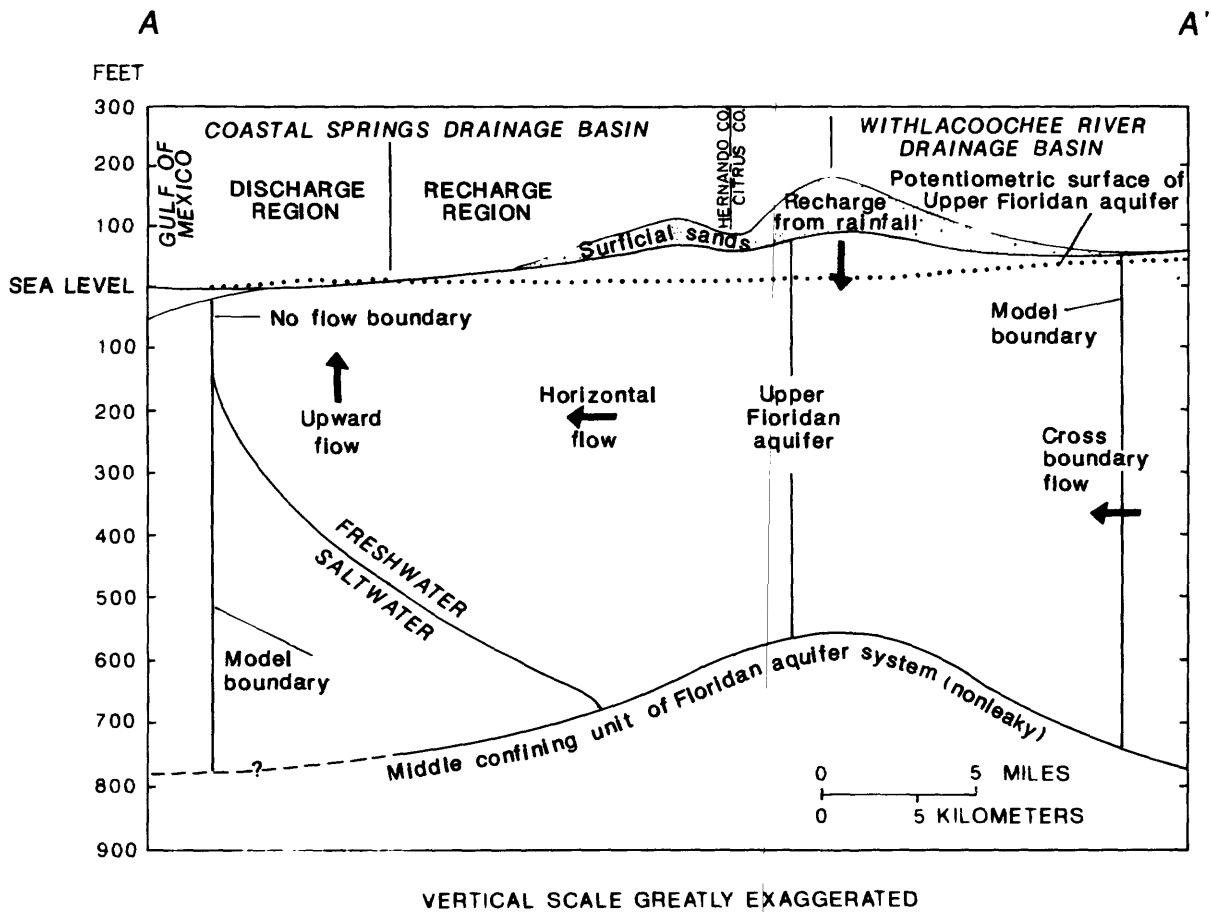 A
A'
FEET
300
200
100
SEA LEVEL
100
200
300
400
500
600
700
800
900
GULF OF
MEXICO
COASTAL SPRINGS DRAINAGE BASIN
DISCHARGE
REGION
RECHARGE
REGION
HERNANDO CO.
CITRUS CO.
WITHLACOOCHEE RIVER
DRAINAGE BASIN
Potentiometric surface of
Upper Floridan aquifer
Recharge
from rainfall
Surficial sands
No flow boundary
Model
boundary
Upward
flow
Horizontal
flow
Upper
Floridan
aquifer
Cross
boundary
flow
FRESHWATER
SALTWATER
Model
boundary
?
Middle confining unit of Floridan aquifer system (nonleaky)
0 5 MILES
0 5 KILOMETERS
VERTICAL SCALE GREATLY EXAGGERATED